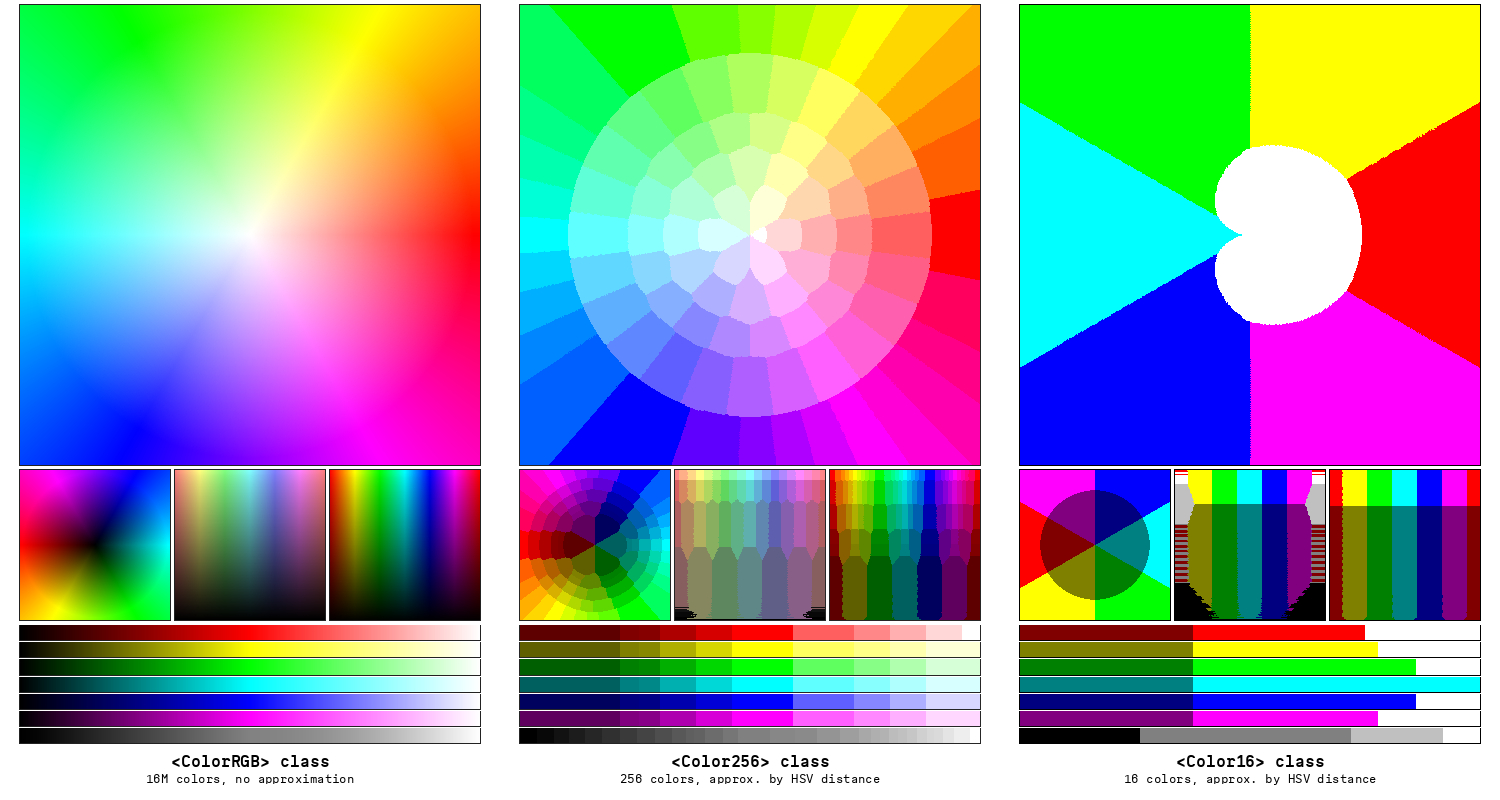 <ColorRGB> class
16M colors, no approximation
<Color256> class
256 colors, approx. by HSV distance
<Color16> class
16 colors, approx. by HSV distance